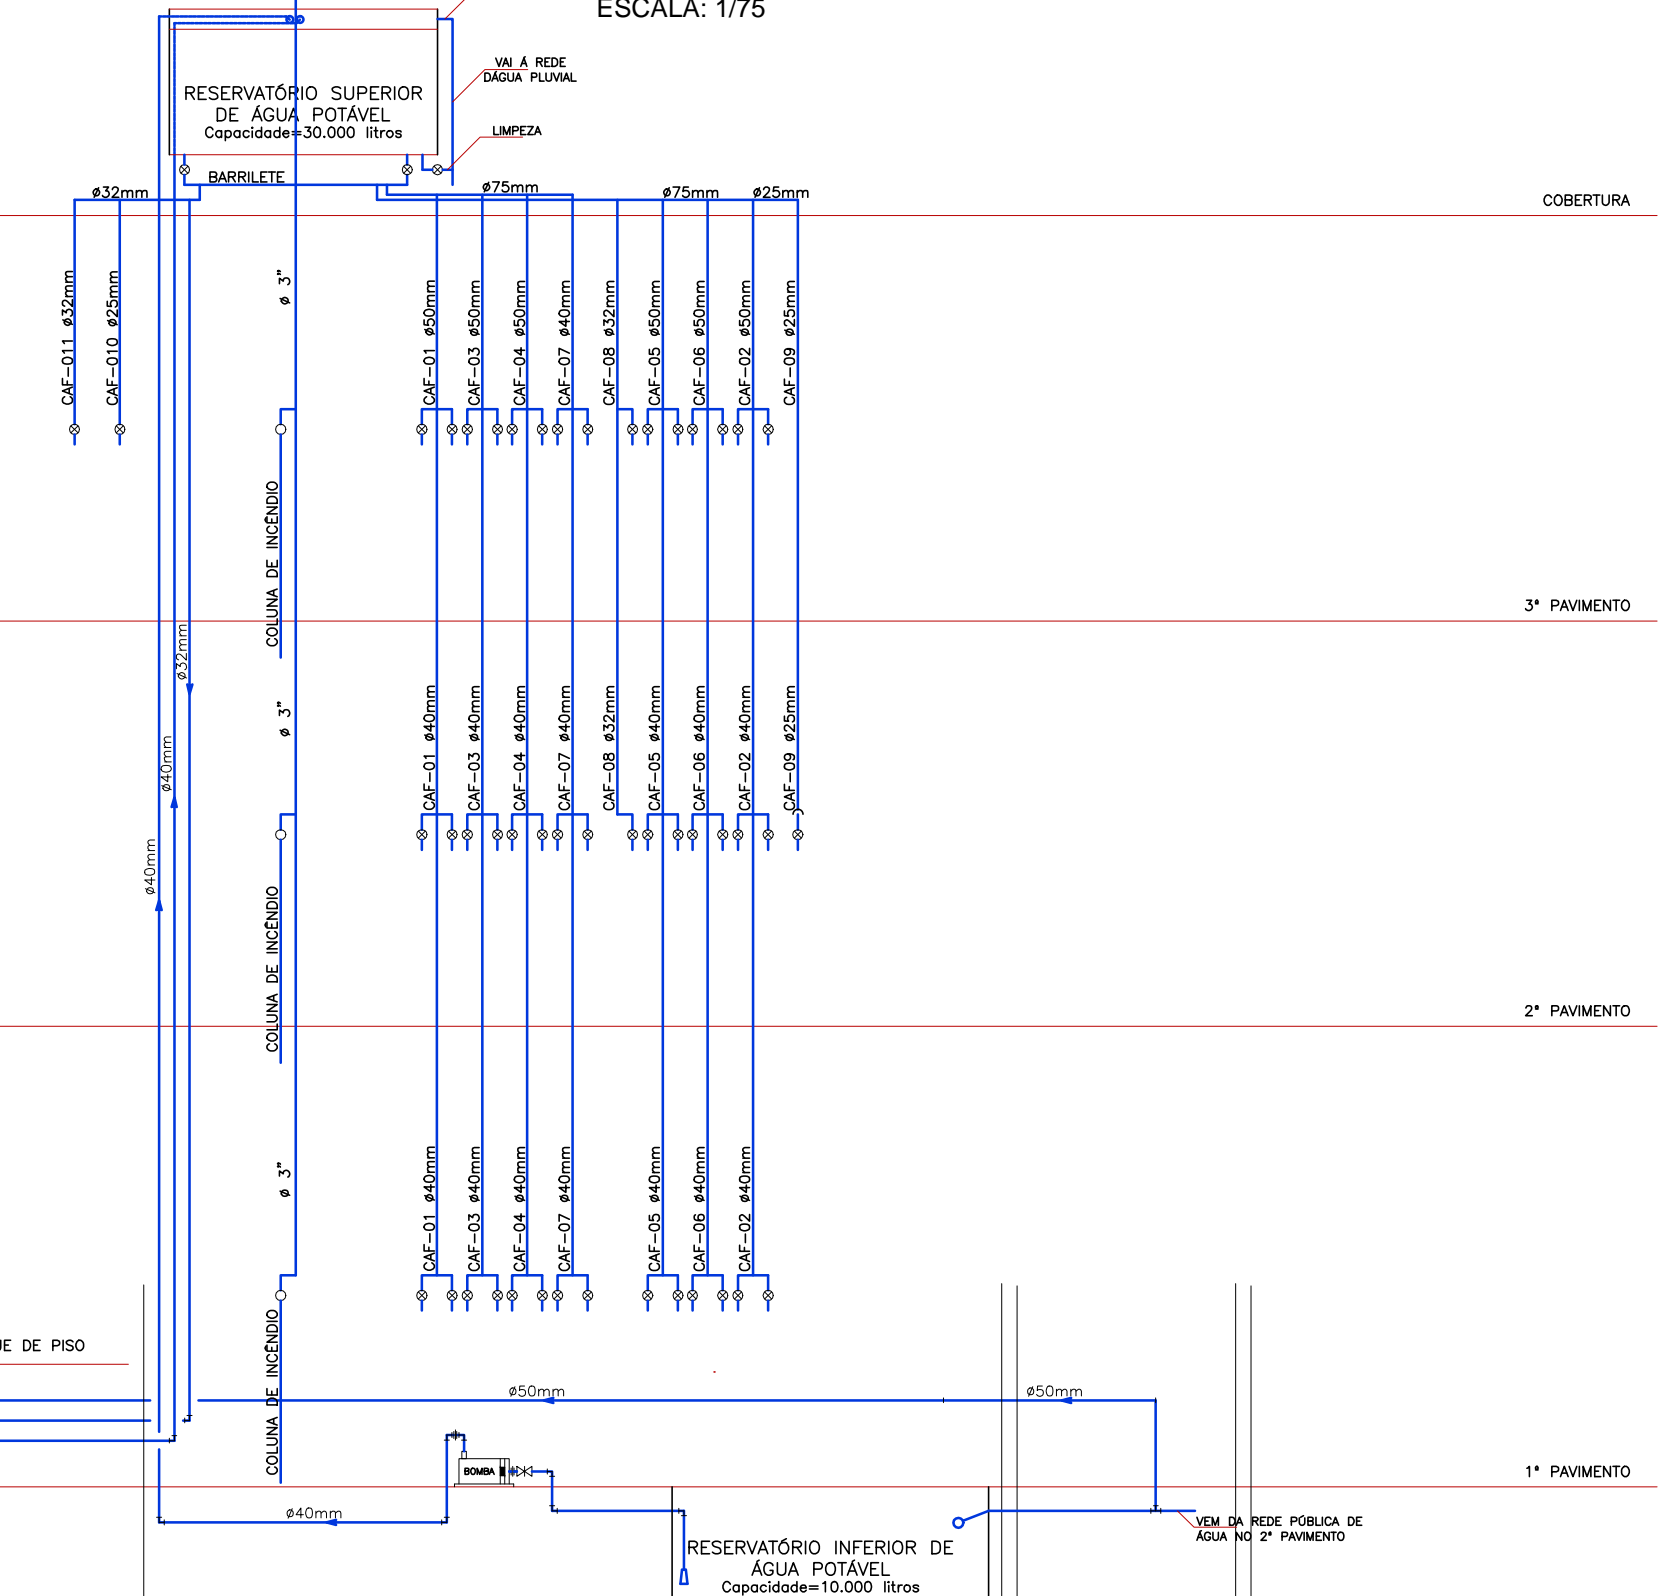 ESCALA: 1/75
VAI Á REDE
DÁGUA PLUVIAL
RESERVATÓRIO SUPERIOR
DE ÁGUA POTÁVEL
Capacidade=30.000 litros
LIMPEZA
BARRILETE
ø32mm
ø75mm
ø75mm
ø25mm
COBERTURA
CAF-011 ø32mm
CAF-010 ø25mm
ø 3"
CAF-01 ø50mm
CAF-03 ø50mm
CAF-04 ø50mm
CAF-07 ø40mm
CAF-08 ø32mm
CAF-05 ø50mm
CAF-06 ø50mm
CAF-02 ø50mm
CAF-09 ø25mm
COLUNA DE INCÊNDIO
3º PAVIMENTO
ø32mm
ø 3"
ø40mm
ø40mm
CAF-01 ø40mm
CAF-03 ø40mm
CAF-04 ø40mm
CAF-07 ø40mm
CAF-08 ø32mm
CAF-05 ø40mm
CAF-06 ø40mm
CAF-02 ø40mm
CAF-09 ø25mm
COLUNA DE INCÊNDIO
2º PAVIMENTO
ø 3"
CAF-01 ø40mm
CAF-03 ø40mm
CAF-04 ø40mm
CAF-07 ø40mm
CAF-05 ø40mm
CAF-06 ø40mm
CAF-02 ø40mm
COLUNA DE INCÊNDIO
UE DE PISO
ø50mm
ø50mm
BOMBA
1º PAVIMENTO
ø40mm
VEM DA REDE PÚBLICA DE
ÁGUA NO 2º PAVIMENTO
RESERVATÓRIO INFERIOR DE
ÁGUA POTÁVEL
Capacidade=10.000 litros